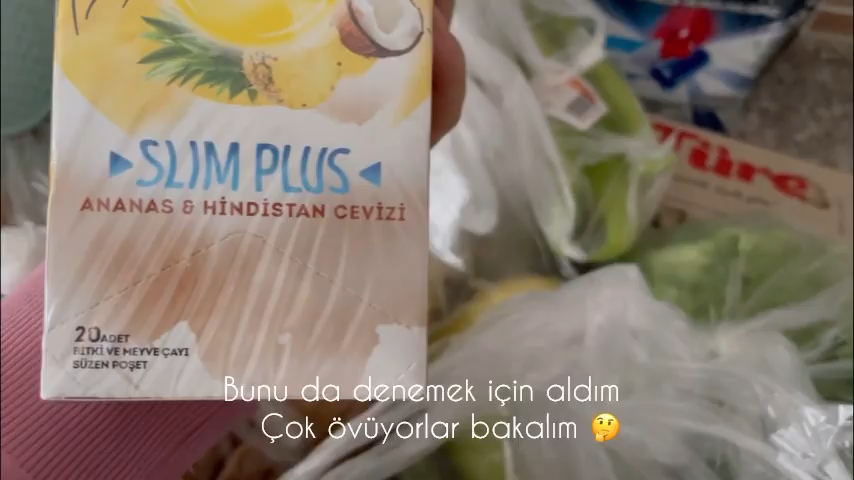 SLIM PLUS
ANANAS & HİNDİSTAN CEVİZİ
20 ADET
BİTKİ VE MEYVE ÇAYI
SÜZEN POŞET
Türe
Bunu da denemek için aldım
Çok övüyorlar bakalım 🤔